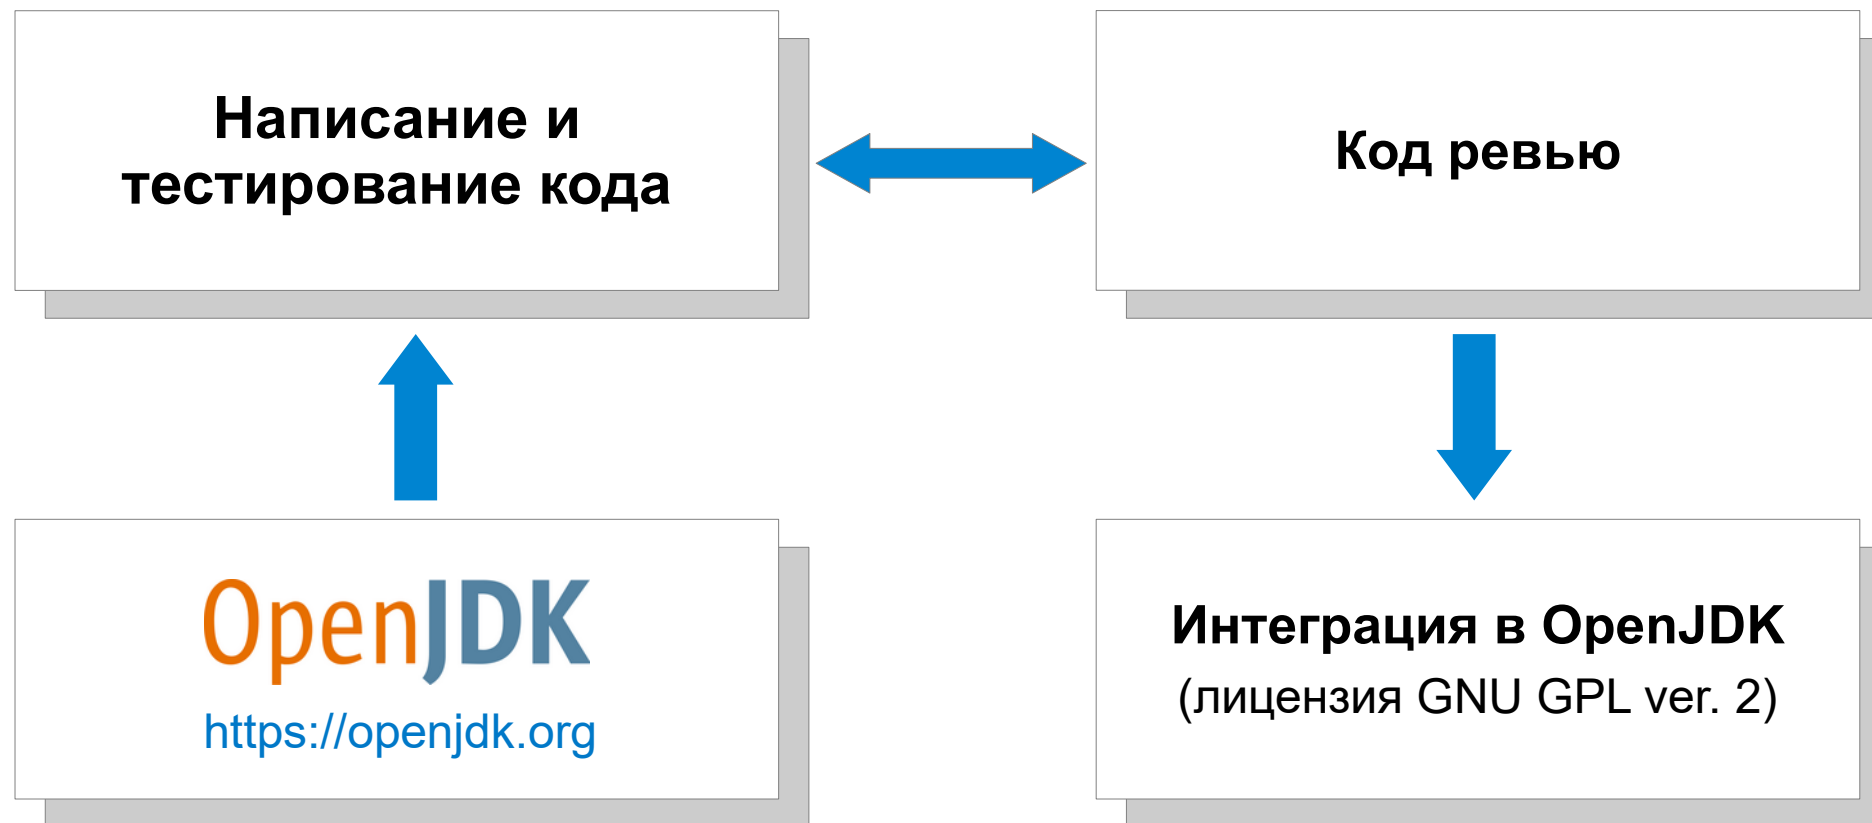 Написание и
тестирование кода
Код ревью
OpenJDK
https://openjdk.org
Интеграция в OpenJDK
(лицензия GNU GPL ver. 2)